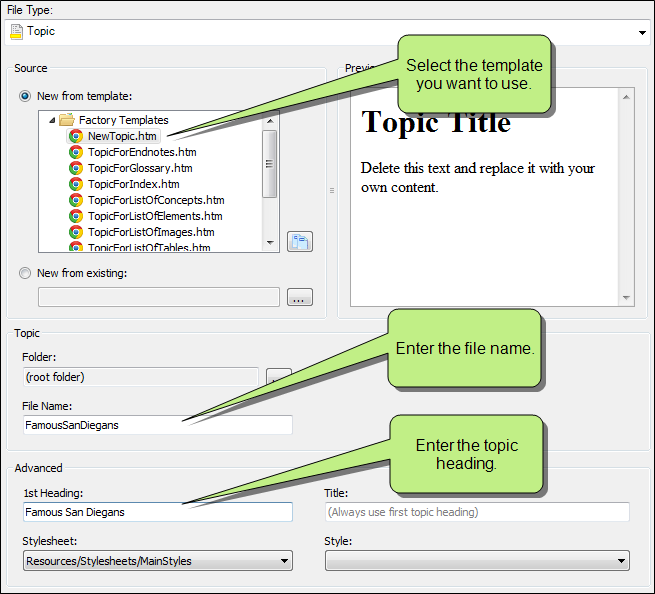 File Type:
Topic
Source
New from template:
Factory Templates
NewTopic.htm
TopicForEndnotes.htm
TopicForGlossary.htm
TopicForIndex.htm
TopicForListOfConcepts.htm
TopicForListOfElements.htm
TopicForListOfImages.htm
TopicForListOfTables.htm
New from existing:
...
Select the template
you want to use.
Topic Title
Delete this text and replace it with your
own content.
Topic
Folder:
(root folder)
File Name:
FamousSanDiegans
Enter the file name.
Advanced
Enter the topic
heading.
1st Heading:
Famous San Diegans
Title:
(Always use first topic heading)
Stylesheet:
Resources/Stylesheets/MainStyles
Style: